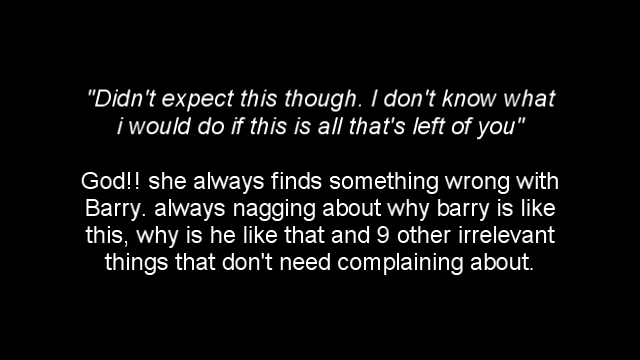 "Didn't expect this though. I don't know what
i would do if this is all that's left of you"
God!! she always finds something wrong with
Barry. always nagging about why barry is like
this, why is he like that and 9 other irrelevant
things that don't need complaining about.